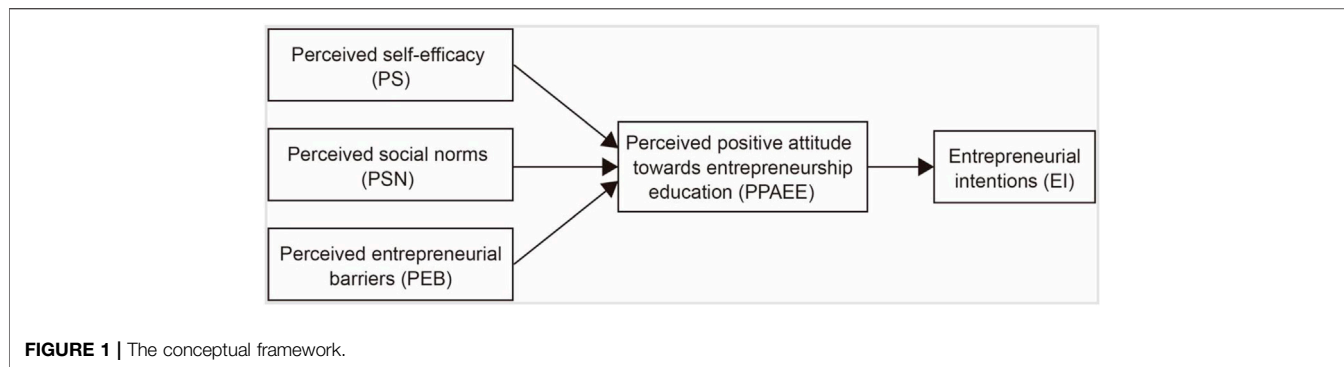 Perceived self-efficacy
(PS)
Perceived social norms
(PSN)
Perceived entrepreneurial
barriers (PEB)
Perceived positive attitude
towards entrepreneurship
education (PPAEE)
Entrepreneurial
intentions (EI)
FIGURE 1 | The conceptual framework.